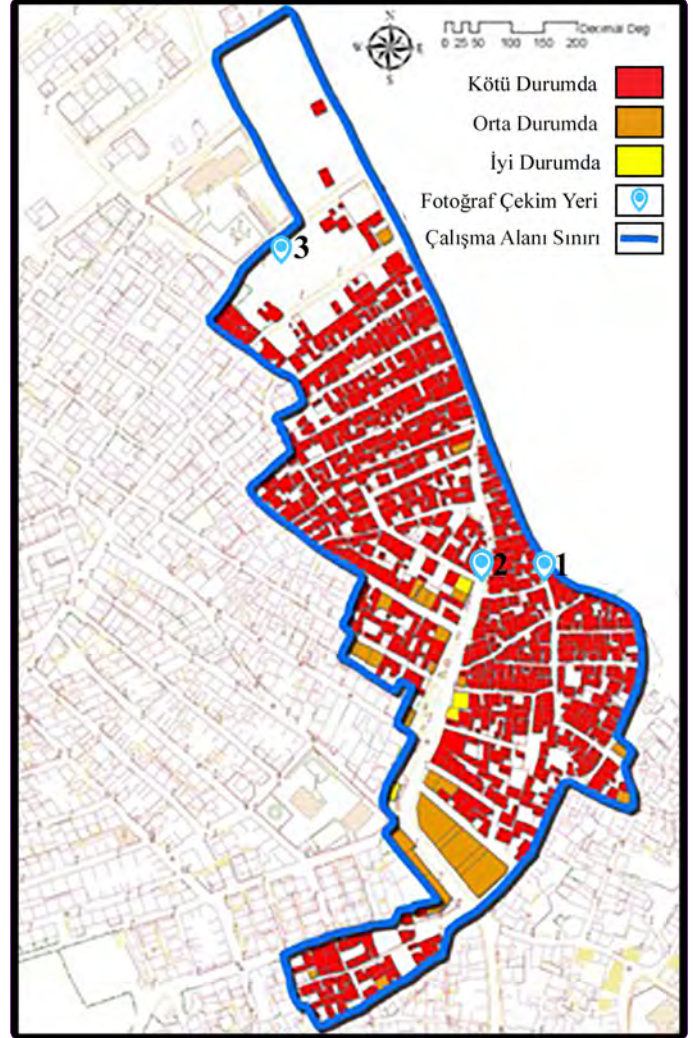 N
W E
S
Decimal Deg
0 25 50 100 150 200
Kötü Durumda
Orta Durumda
İyi Durumda
Fotoğraf Çekim Yeri
Çalışma Alanı Sınırı
3
2
1